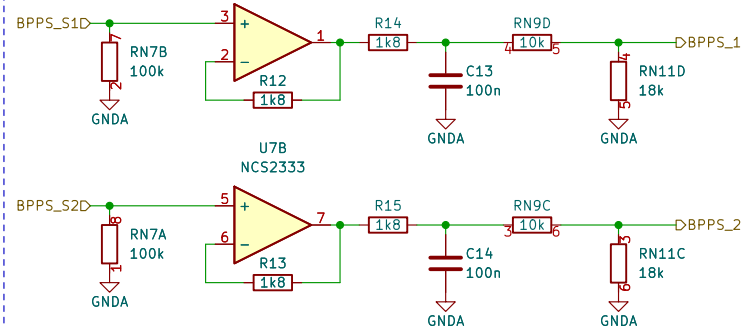 BPPS_S1
3
+
1
R14
1k8
RN9D
10k
4
5
BPPS_1
7
RN7B
100k
2
GNDA
2
−
R12
1k8
C13
100n
GNDA
4
RN11D
18k
5
GNDA
U7B
NCS2333
BPPS_S2
5
+
7
R15
1k8
RN9C
10k
3
6
BPPS_2
8
RN7A
100k
1
GNDA
6
−
R13
1k8
C14
100n
GNDA
3
RN11C
18k
6
GNDA